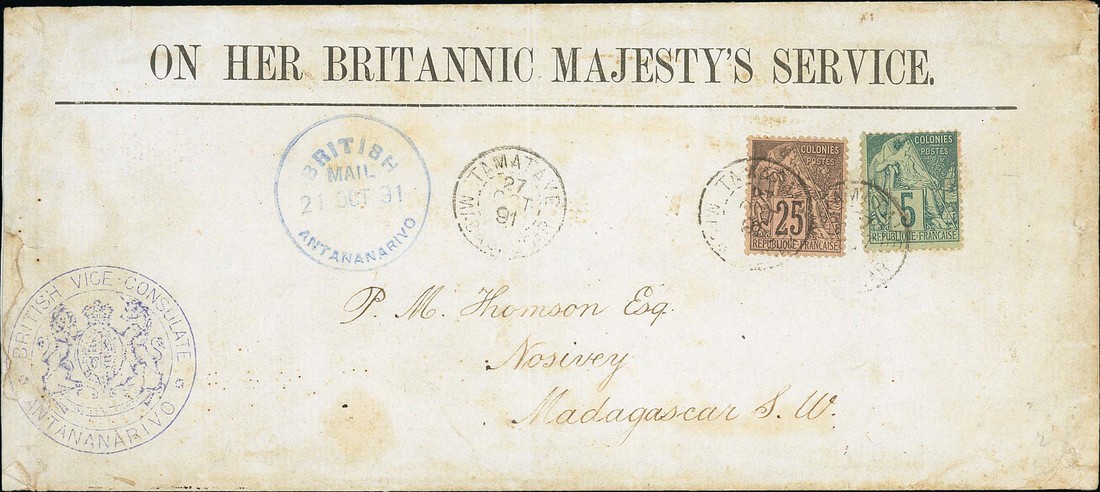 ON HER BRITANNIC MAJESTY'S SERVICE.
BRITISH
MAIL
21 OCT 91
ANTANANARIVO
TAMATAVE
27
OCT
91
COLONIES
POSTES
25
REPUBLIQUE FRANÇAISE
COLONIES
POSTES
5
REPUBLIQUE FRANÇAISE
P. M. Thomson Esq.
Nosivey
Madagascar S. W.
BRITISH VICE-CONSULATE
ANTANANARIVO